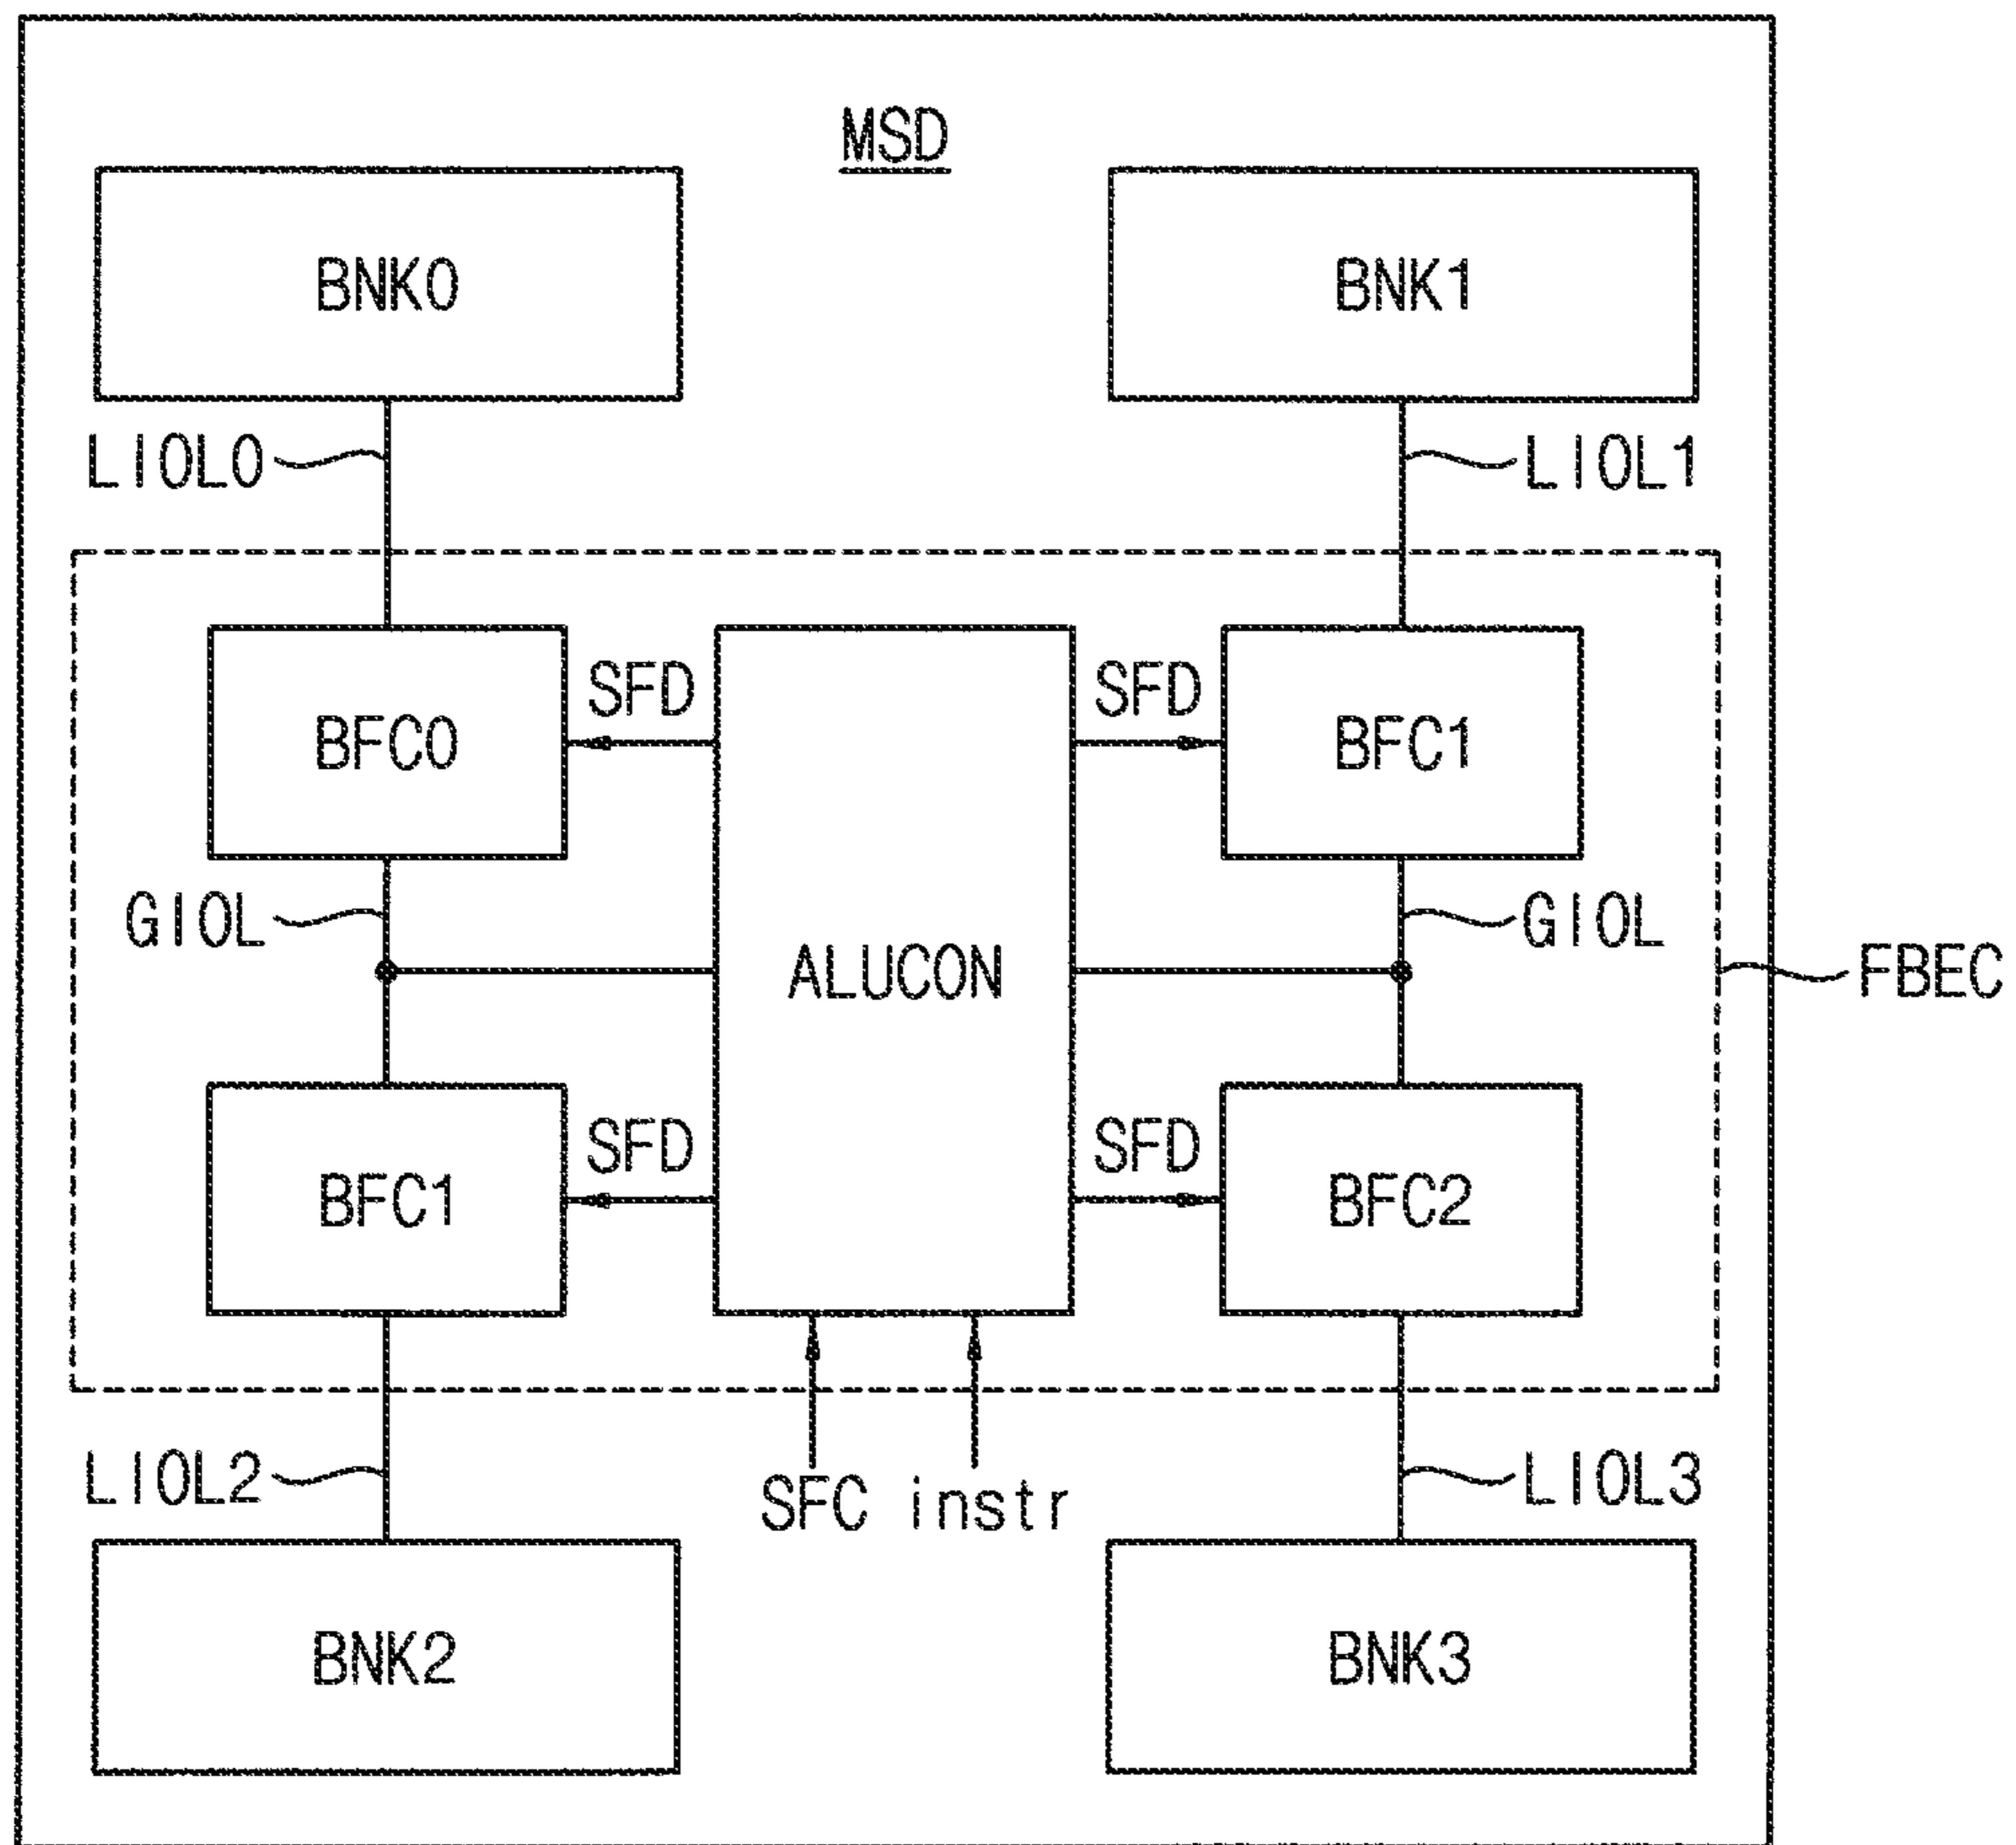 MSD
BNK0
BNK1
LIOL0
LIOL1
SFD
SFD
BFC0
BFC1
GIOL
GIOL
ALUCON
FBEC
SFD
SFD
BFC1
BFC2
LIOL2
SFC instr
LIOL3
BNK2
BNK3